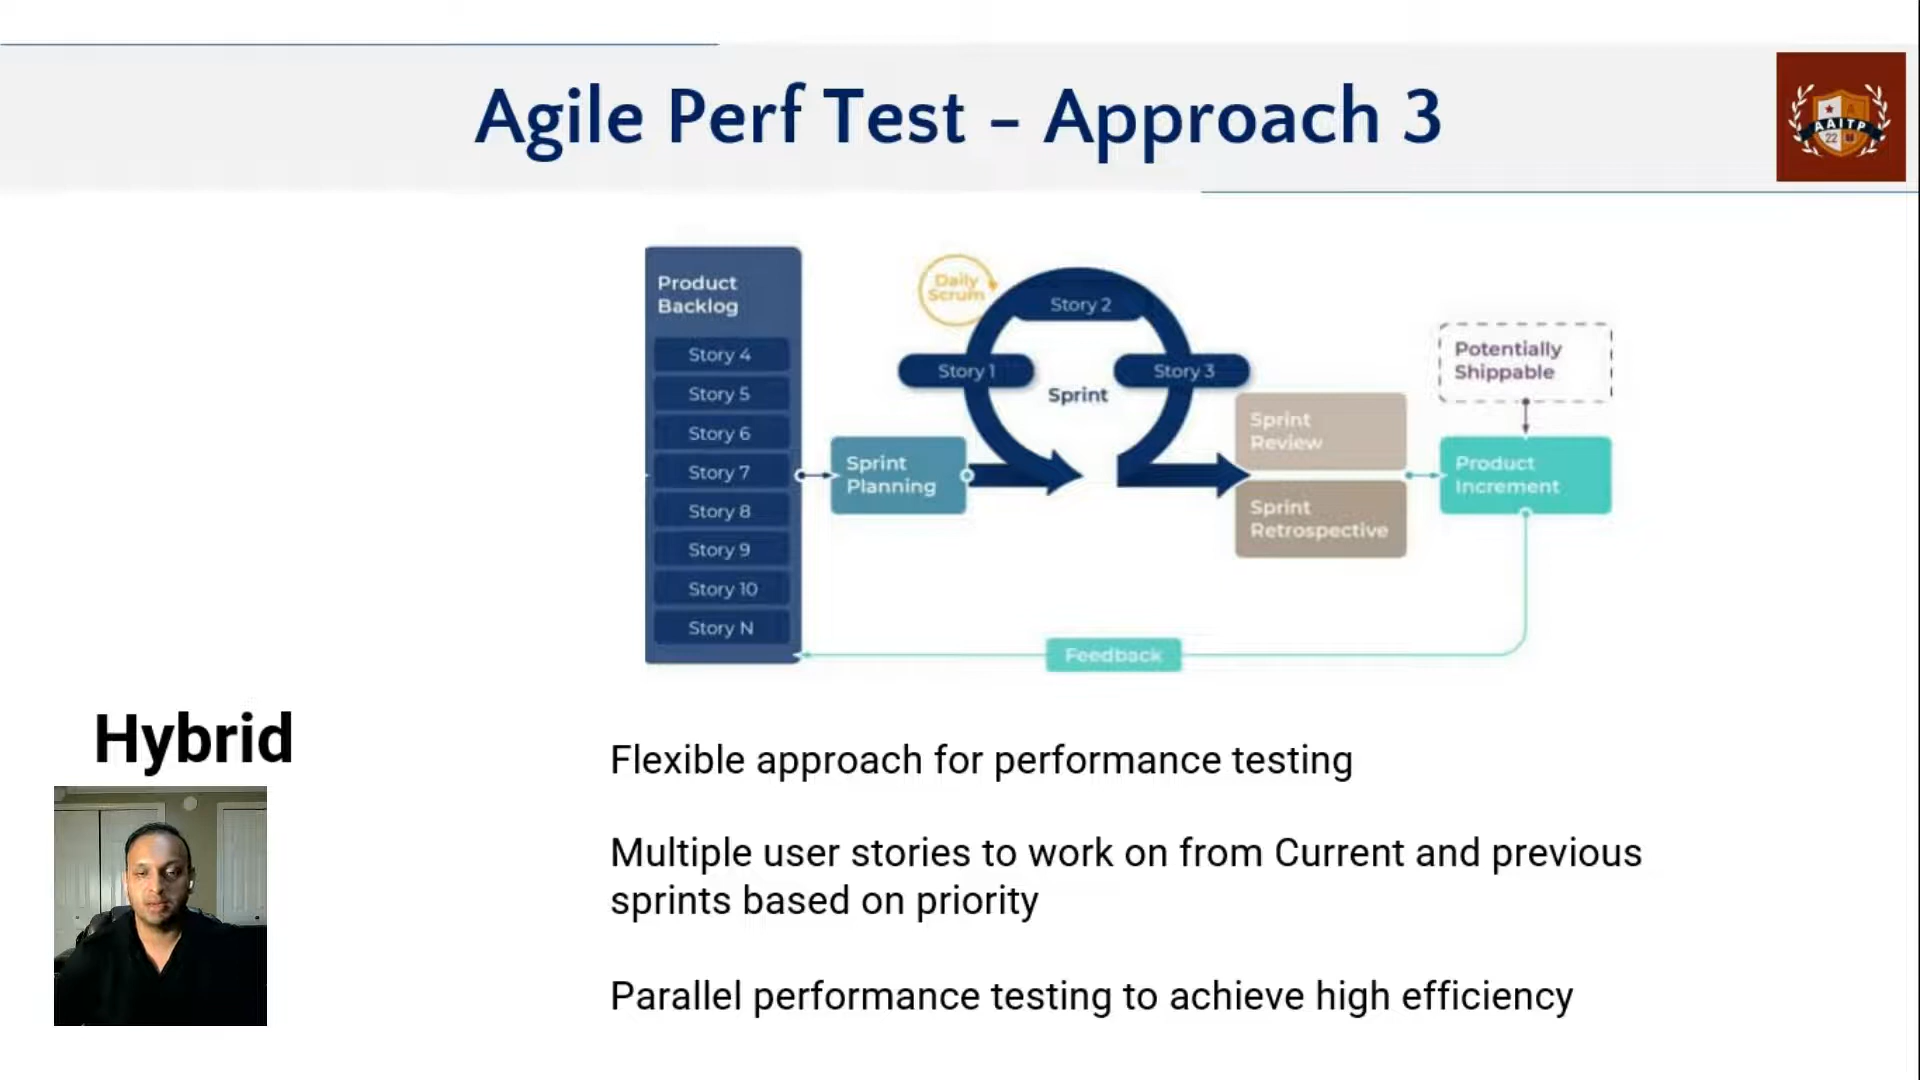 Agile Perf Test - Approach 3
AAITP
22
Product
Backlog
Story 4
Story 5
Story 6
Story 7
Story 8
Story 9
Story 10
Story N
Sprint
Planning
Daily
Scrum
Story 1
Story 2
Story 3
Sprint
Sprint
Review
Sprint
Retrospective
Potentially
Shippable
Product
Increment
Feedback
Hybrid
Flexible approach for performance testing
Multiple user stories to work on from Current and previous
sprints based on priority
Parallel performance testing to achieve high efficiency